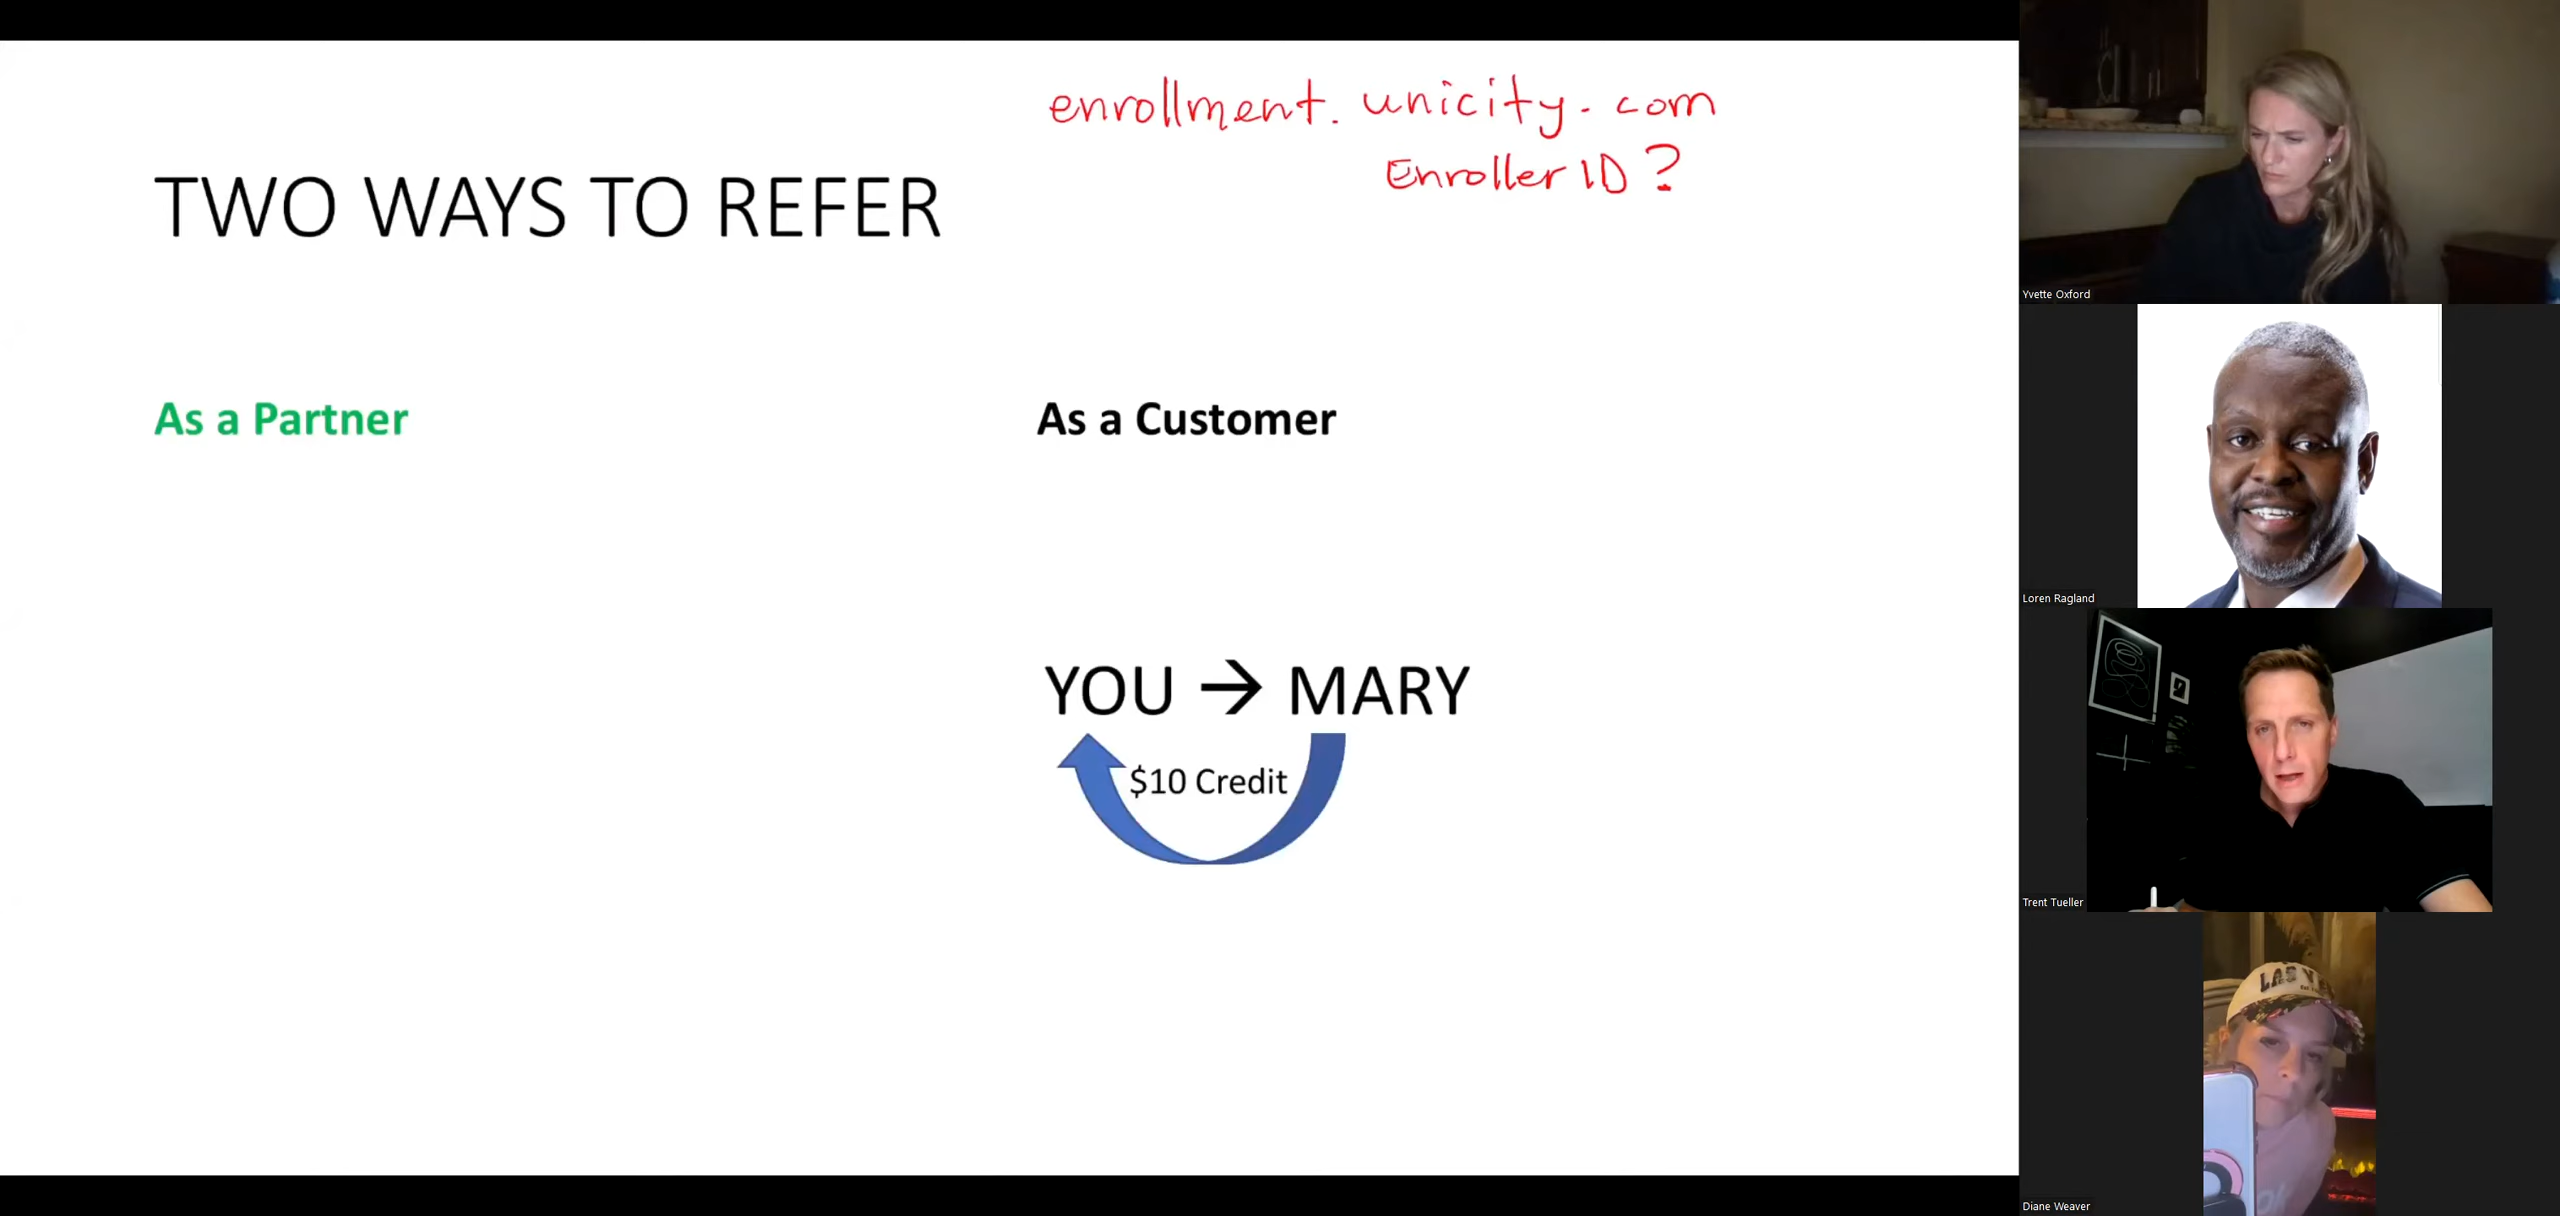 enrollment. unicity. com
Enroller ID?
TWO WAYS TO REFER
As a Partner
As a Customer
YOU → MARY
$10 Credit
Yvette Oxford
Loren Ragland
Trent Tueller
LAS
Diane Weaver